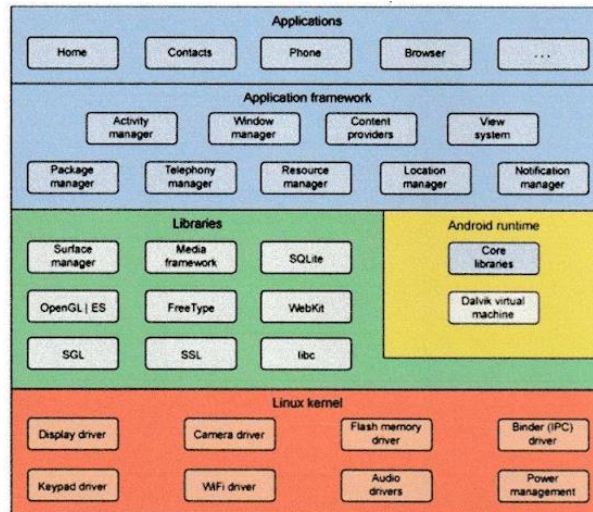 Applications
Home Contacts Phone Browser ...
Application framework
Activity manager Window manager Content providers View system
Package manager Telephony manager Resource manager Location manager Notification manager
Libraries
Surface manager Media framework SQLite
OpenGL | ES FreeType WebKit
SGL SSL libc
Android runtime
Core libraries
Dalvik virtual machine
Linux kernel
Display driver Camera driver Flash memory driver Binder (IPC) driver
Keypad driver WiFi driver Audio drivers Power management